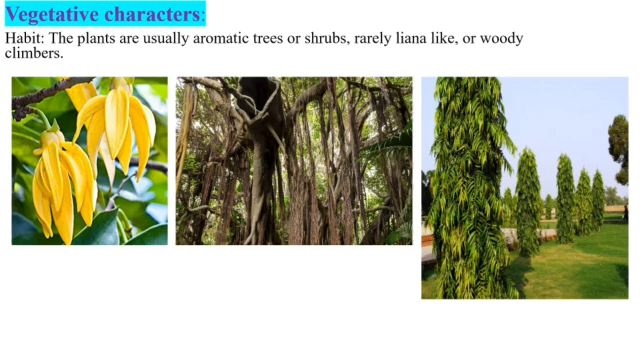 Vegetative characters:
Habit: The plants are usually aromatic trees or shrubs, rarely liana like, or woody
climbers.